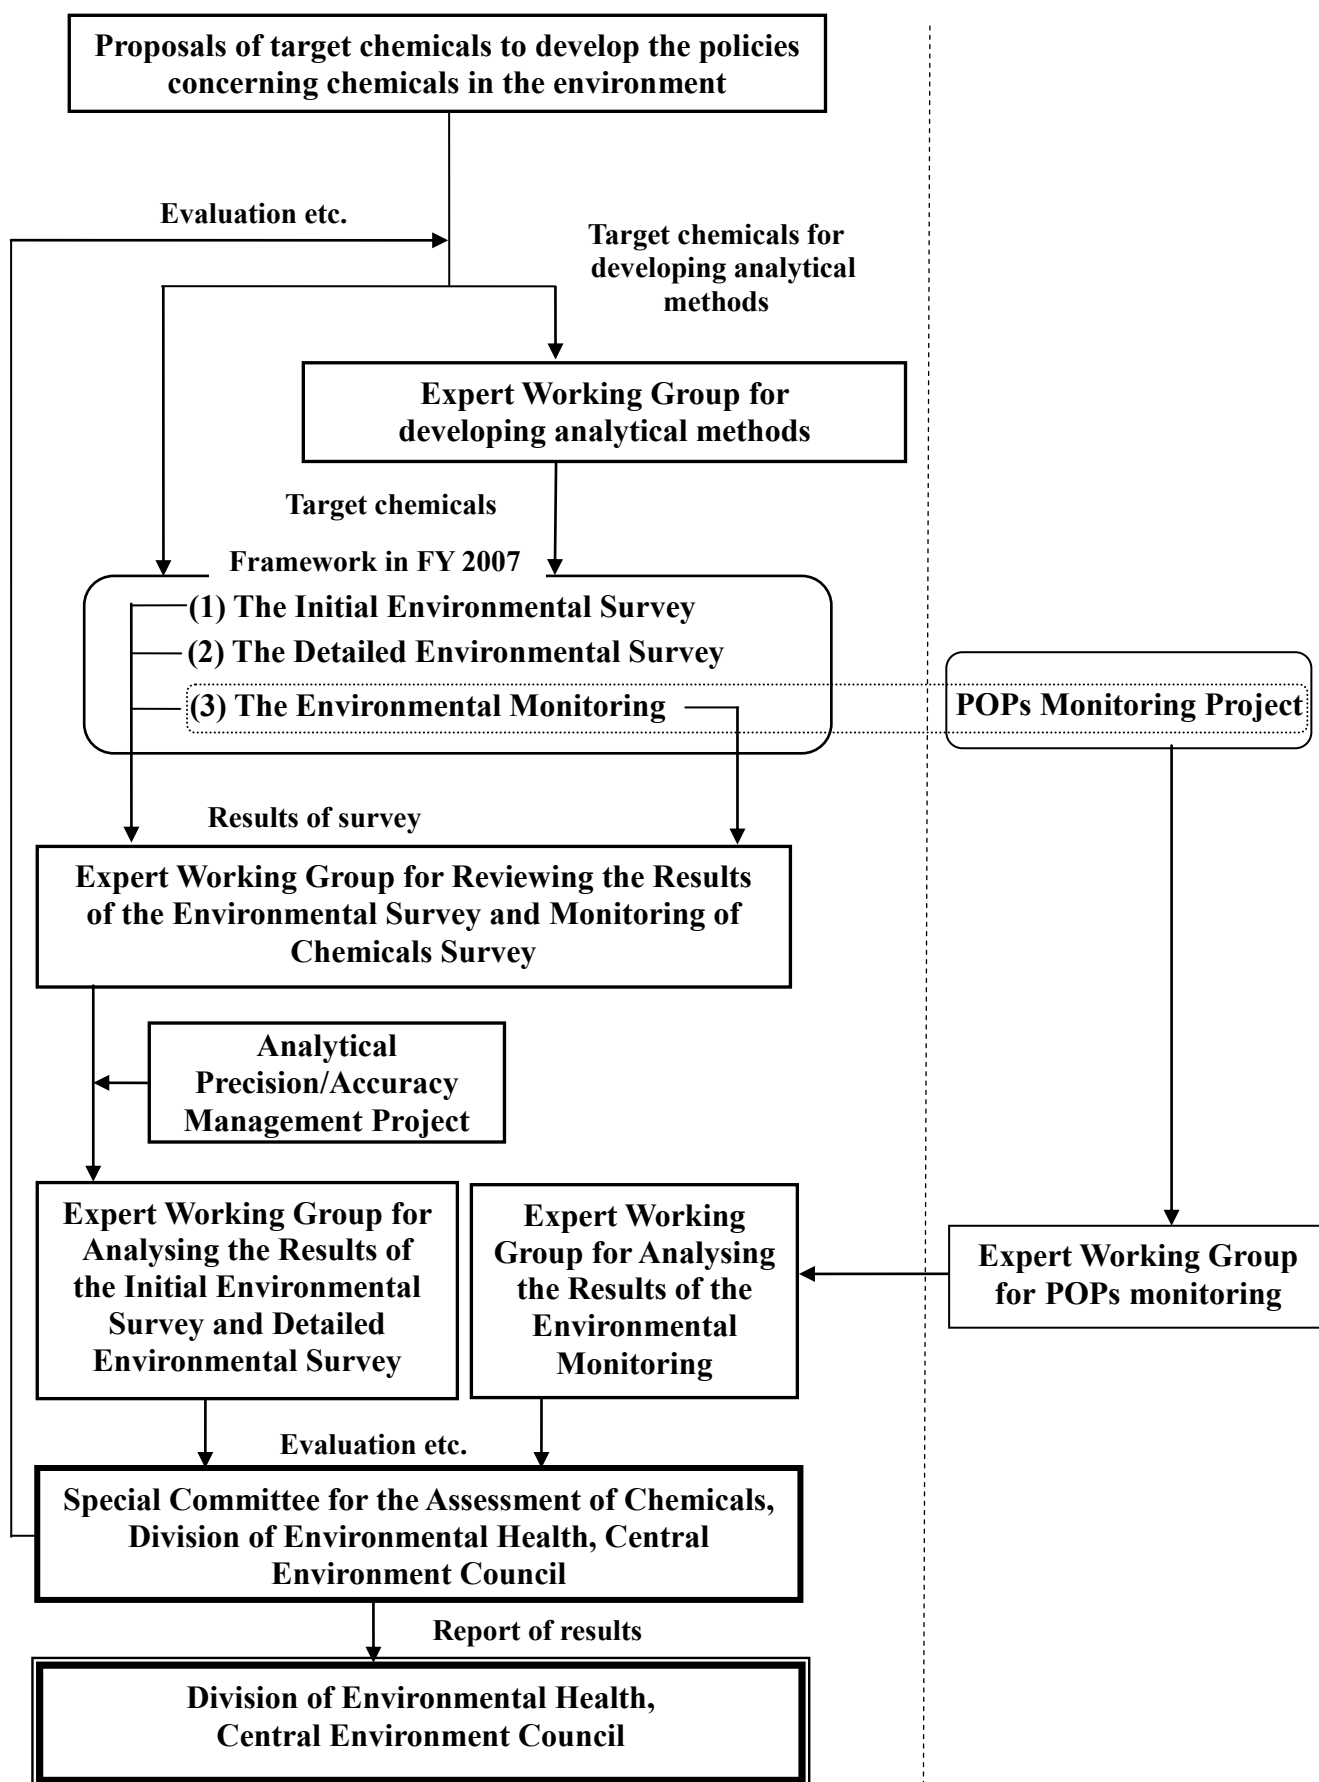 Proposals of target chemicals to develop the policies
concerning chemicals in the environment
Evaluation etc.
Target chemicals for
developing analytical
methods
Expert Working Group for
developing analytical methods
Target chemicals
Framework in FY 2007
(1) The Initial Environmental Survey
(2) The Detailed Environmental Survey
(3) The Environmental Monitoring
POPs Monitoring Project
Results of survey
Expert Working Group for Reviewing the Results
of the Environmental Survey and Monitoring of
Chemicals Survey
Analytical
Precision/Accuracy
Management Project
Expert Working Group for
Analysing the Results of
the Initial Environmental
Survey and Detailed
Environmental Survey
Expert Working
Group for Analysing
the Results of the
Environmental
Monitoring
Expert Working Group
for POPs monitoring
Evaluation etc.
Special Committee for the Assessment of Chemicals,
Division of Environmental Health, Central
Environment Council
Report of results
Division of Environmental Health,
Central Environment Council